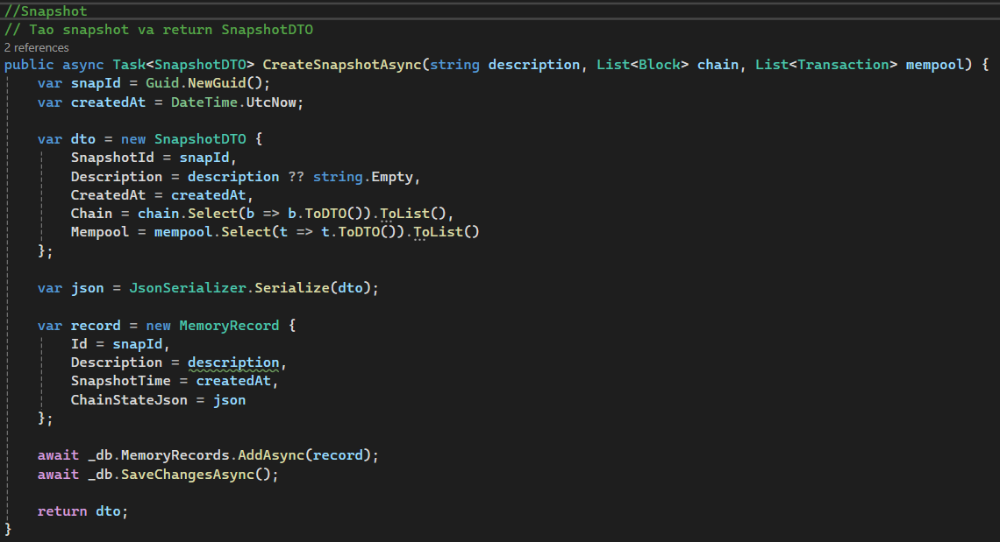 //Snapshot
// Tao snapshot va return SnapshotDTO
2 references
public async Task<SnapshotDTO> CreateSnapshotAsync(string description, List<Block> chain, List<Transaction> mempool) {
    var snapId = Guid.NewGuid();
    var createdAt = DateTime.UtcNow;

    var dto = new SnapshotDTO {
        SnapshotId = snapId,
        Description = description ?? string.Empty,
        CreatedAt = createdAt,
        Chain = chain.Select(b => b.ToDTO()).ToList(),
        Mempool = mempool.Select(t => t.ToDTO()).ToList()
    };

    var json = JsonSerializer.Serialize(dto);

    var record = new MemoryRecord {
        Id = snapId,
        Description = description,
        SnapshotTime = createdAt,
        ChainStateJson = json
    };

    await _db.MemoryRecords.AddAsync(record);
    await _db.SaveChangesAsync();

    return dto;
}